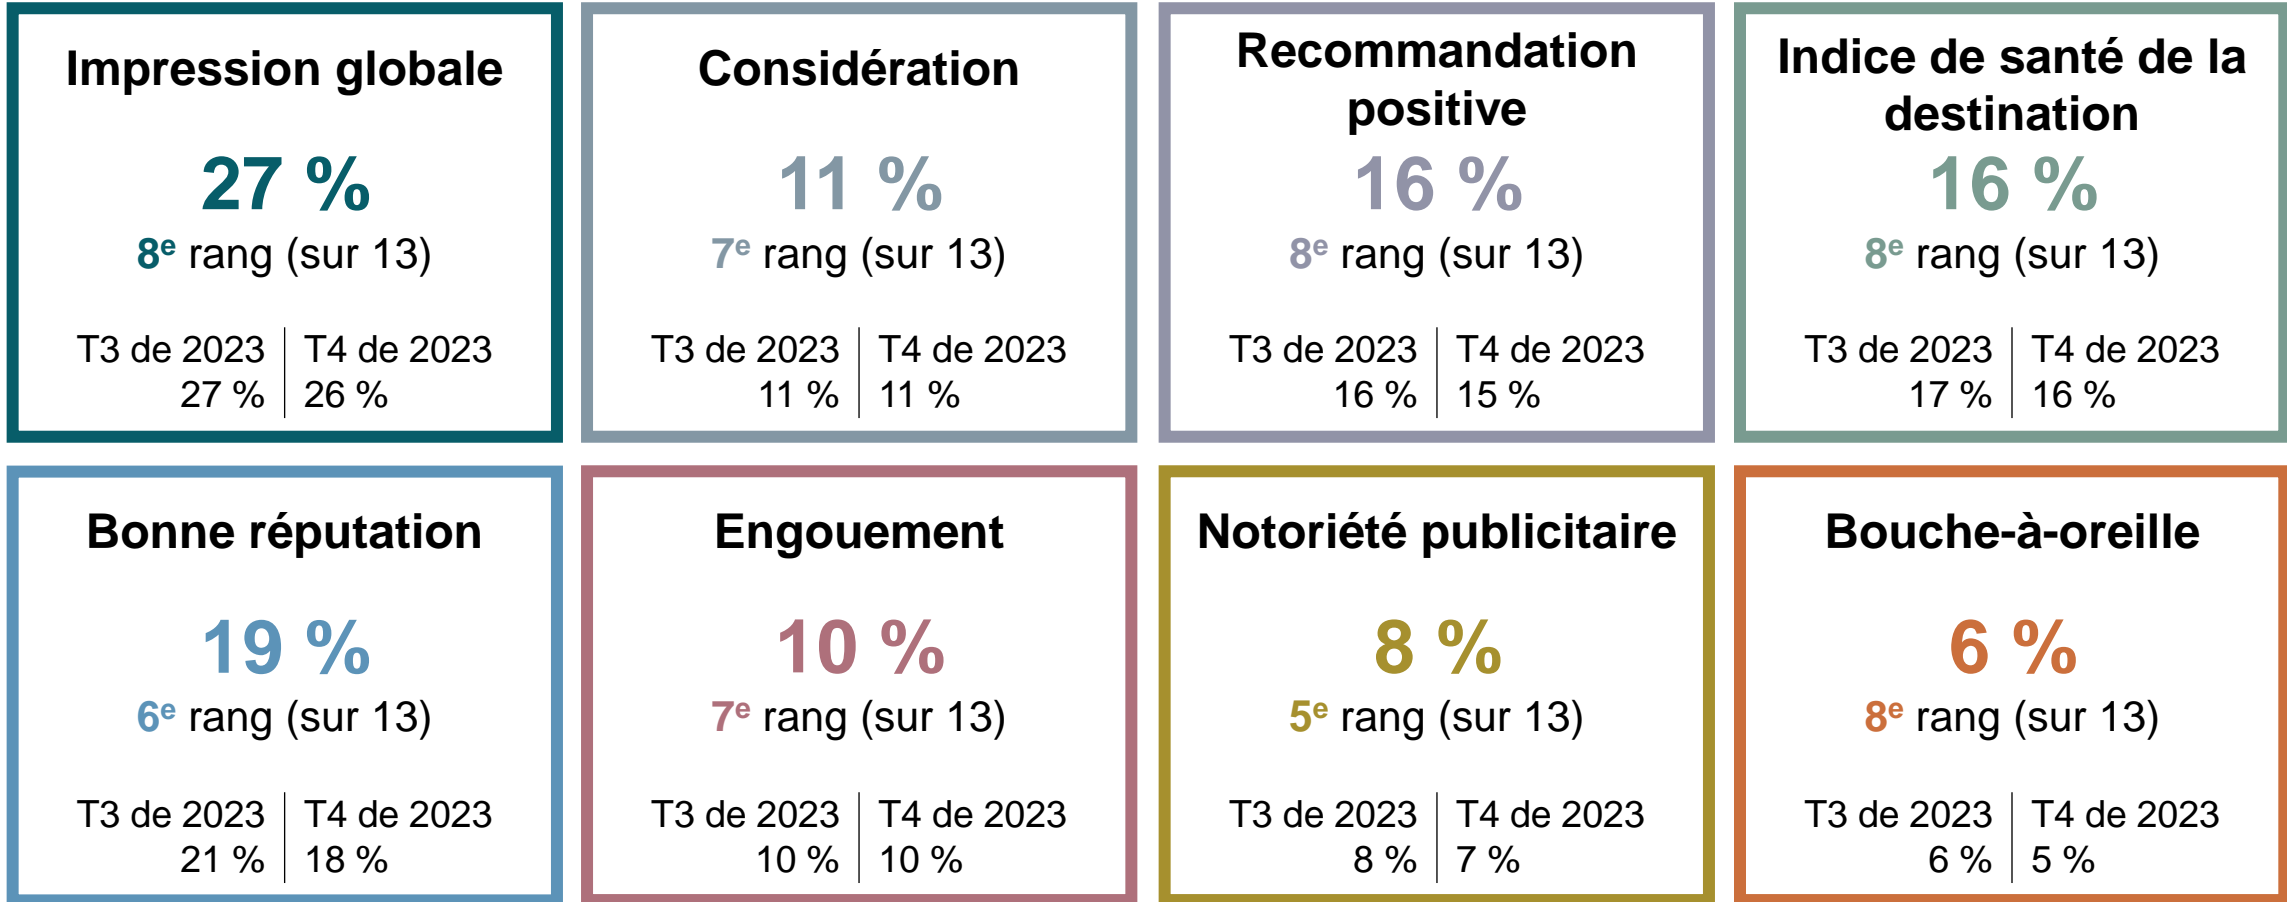 Impression globale
27 %
8e rang (sur 13)
T3 de 2023 T4 de 2023
27 % 26 %
Considération
11 %
7e rang (sur 13)
T3 de 2023 T4 de 2023
11 % 11 %
Recommandation
positive
16 %
8e rang (sur 13)
T3 de 2023 T4 de 2023
16 % 15 %
Indice de santé de la
destination
16 %
8e rang (sur 13)
T3 de 2023 T4 de 2023
17 % 16 %
Bonne réputation
19 %
6e rang (sur 13)
T3 de 2023 T4 de 2023
21 % 18 %
Engouement
10 %
7e rang (sur 13)
T3 de 2023 T4 de 2023
10 % 10 %
Notoriété publicitaire
8 %
5e rang (sur 13)
T3 de 2023 T4 de 2023
8 % 7 %
Bouche-à-oreille
6 %
8e rang (sur 13)
T3 de 2023 T4 de 2023
6 % 5 %